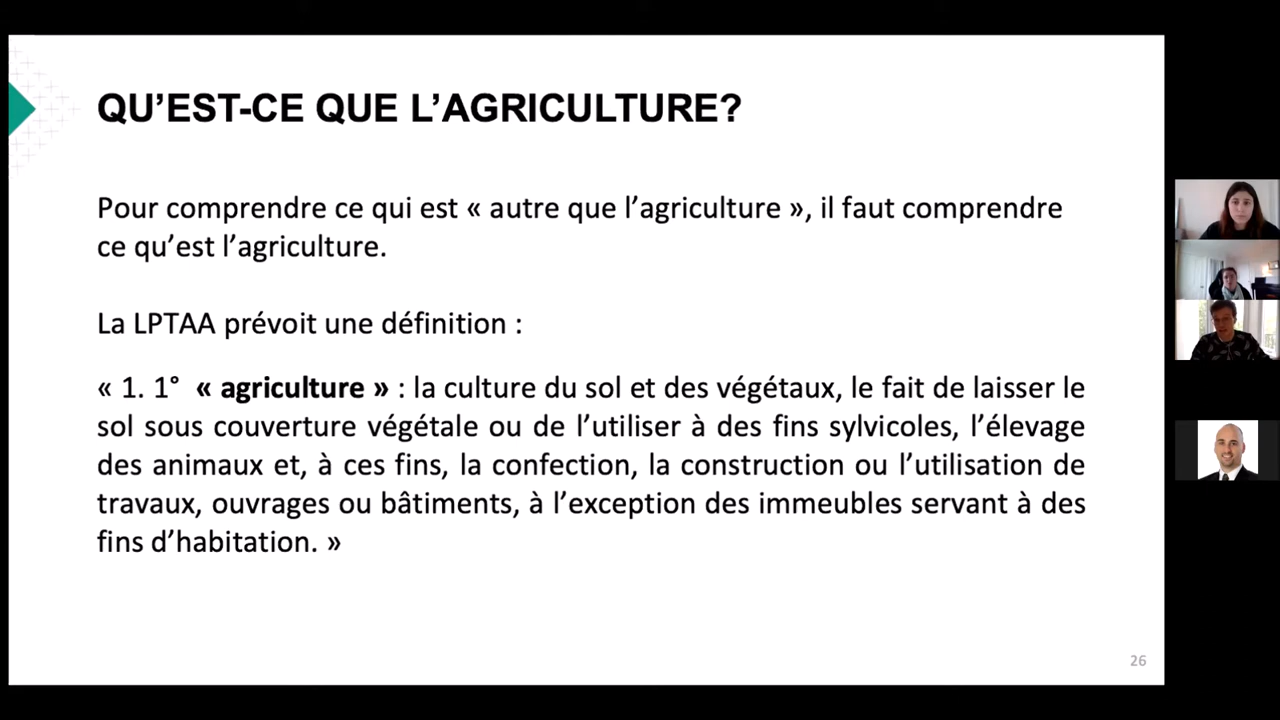 QU’EST-CE QUE L’AGRICULTURE?
Pour comprendre ce qui est « autre que l’agriculture », il faut comprendre
ce qu’est l’agriculture.
La LPTAA prévoit une définition :
« 1. 1° « agriculture » : la culture du sol et des végétaux, le fait de laisser le
sol sous couverture végétale ou de l’utiliser à des fins sylvicoles, l’élevage
des animaux et, à ces fins, la confection, la construction ou l’utilisation de
travaux, ouvrages ou bâtiments, à l’exception des immeubles servant à des
fins d’habitation. »
26